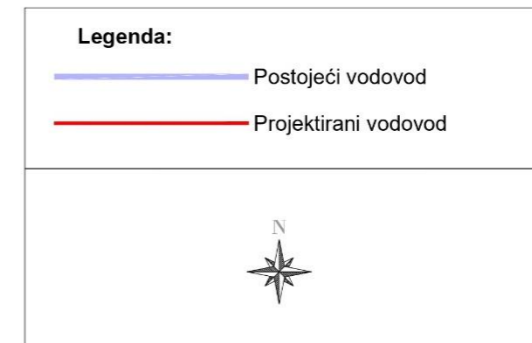 Legenda:
Postojeći vodovod
Projektirani vodovod
N